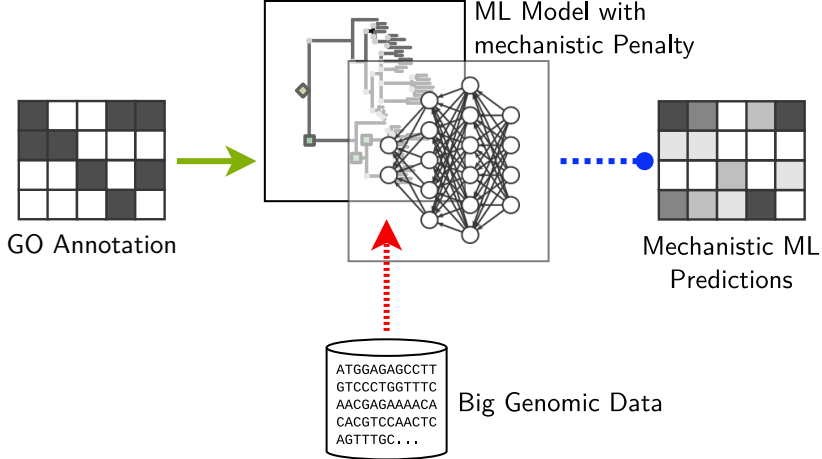 ML Model with
mechanistic Penalty
GO Annotation
Mechanistic ML
Predictions
ATGGAGAGCCTT
GTCCCTGGTTTC
AACGAGAAAACA
CACGTCCAACTC
AGTTTGC...
Big Genomic Data